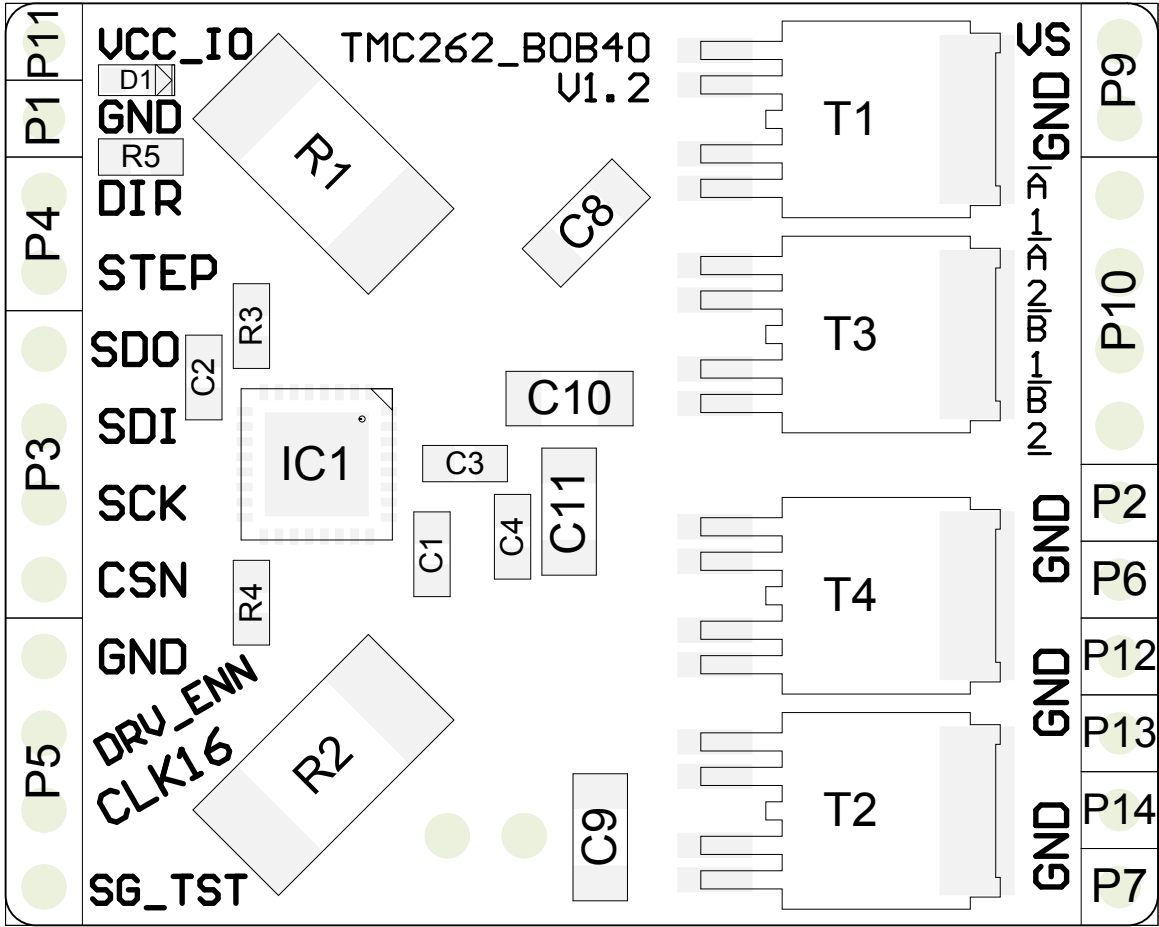 P11
VCC_IO
TMC262_BOB40
V1.2
D1
P1
GND
R5
DIR
P4
STEP
R1
C8
R3
SDO
C2
SDI
P3
IC1
SCK
CSN
R4
C10
C3
C11
C4
C1
GND
DRV_ENN
CLK16
P5
SG_TST
R2
C9
T1
T3
T4
T2
VS
GND
P9
A
1
A
2
B
1
B
2
P10
GND
P2
P6
GND
P12
P13
GND
P14
P7